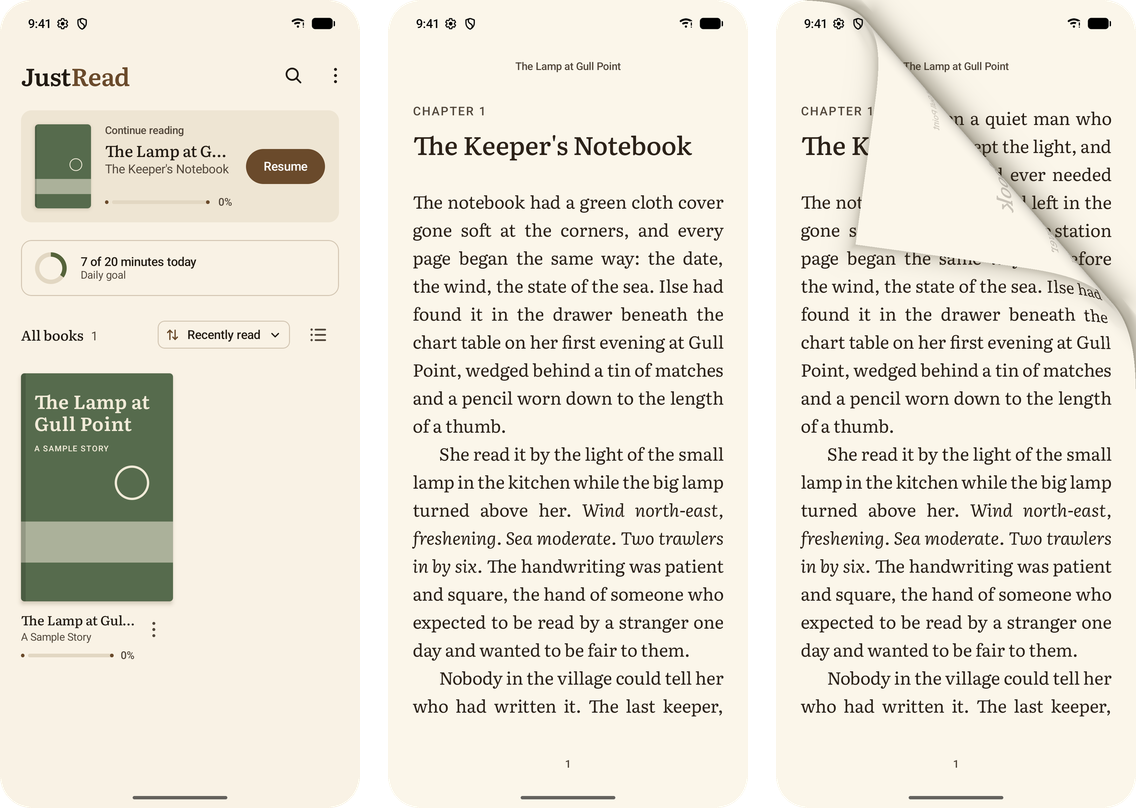 9:41
JustRead
Continue reading
The Lamp at G...
The Keeper's Notebook
0%
Resume
7 of 20 minutes today
Daily goal
All books 1
Recently read
The Lamp at
Gull Point
A SAMPLE STORY
The Lamp at Gul...
A Sample Story
0%
9:41
The Lamp at Gull Point
CHAPTER 1
The Keeper's Notebook
The notebook had a green cloth cover
gone soft at the corners, and every
page began the same way: the date,
the wind, the state of the sea. Ilse had
found it in the drawer beneath the
chart table on her first evening at Gull
Point, wedged behind a tin of matches
and a pencil worn down to the length
of a thumb.
She read it by the light of the small
lamp in the kitchen while the big lamp
turned above her. Wind north-east,
freshening. Sea moderate. Two trawlers
in by six. The handwriting was patient
and square, the hand of someone who
expected to be read by a stranger one
day and wanted to be fair to them.
Nobody in the village could tell her
who had written it. The last keeper,
1
9:41
The Lamp at Gull Point
CHAPTER 1
a quiet man who
The
the light, and
ever needed
The
left in the
gone
station
page began the same
the wind, the state of the sea. Ilse had
found it in the drawer beneath the
chart table on her first evening at Gull
Point, wedged behind a tin of matches
and a pencil worn down to the length
of a thumb.
She read it by the light of the small
lamp in the kitchen while the big lamp
turned above her. Wind north-east,
freshening. Sea moderate. Two trawlers
in by six. The handwriting was patient
and square, the hand of someone who
expected to be read by a stranger one
day and wanted to be fair to them.
Nobody in the village could tell her
who had written it. The last keeper,
1